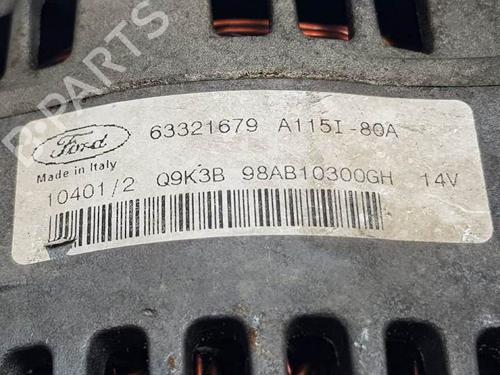 B-PARTS
Ford
63321679 A115I-80A
Made in Italy
10401/2 Q9K3B 98AB10300GH 14V